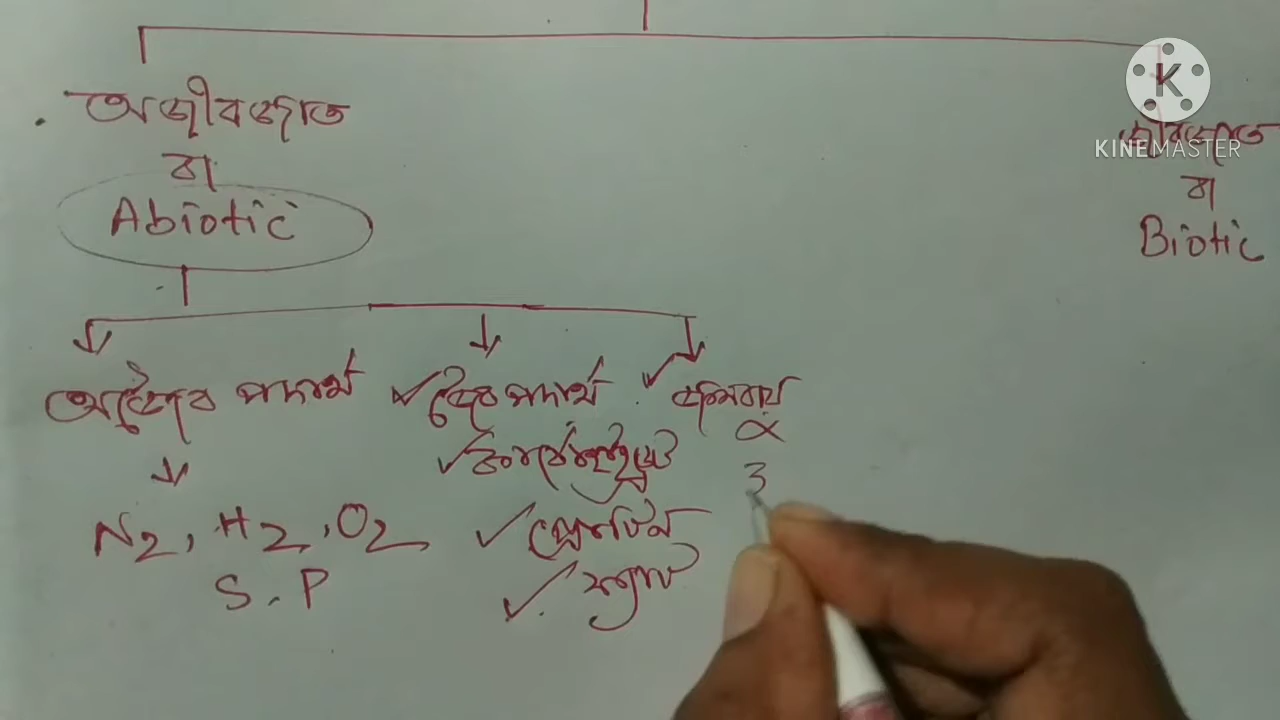 অজীবজাত
বা
Abiotic
জীবজাত
বা
Biotic
K
KINEMASTER
অজৈব পদার্থ
জৈব পদার্থ
জলবায়ু
N2, H2, O2,
S, P
কার্বোহাইড্রেট
প্রোটিন
ফ্যাট